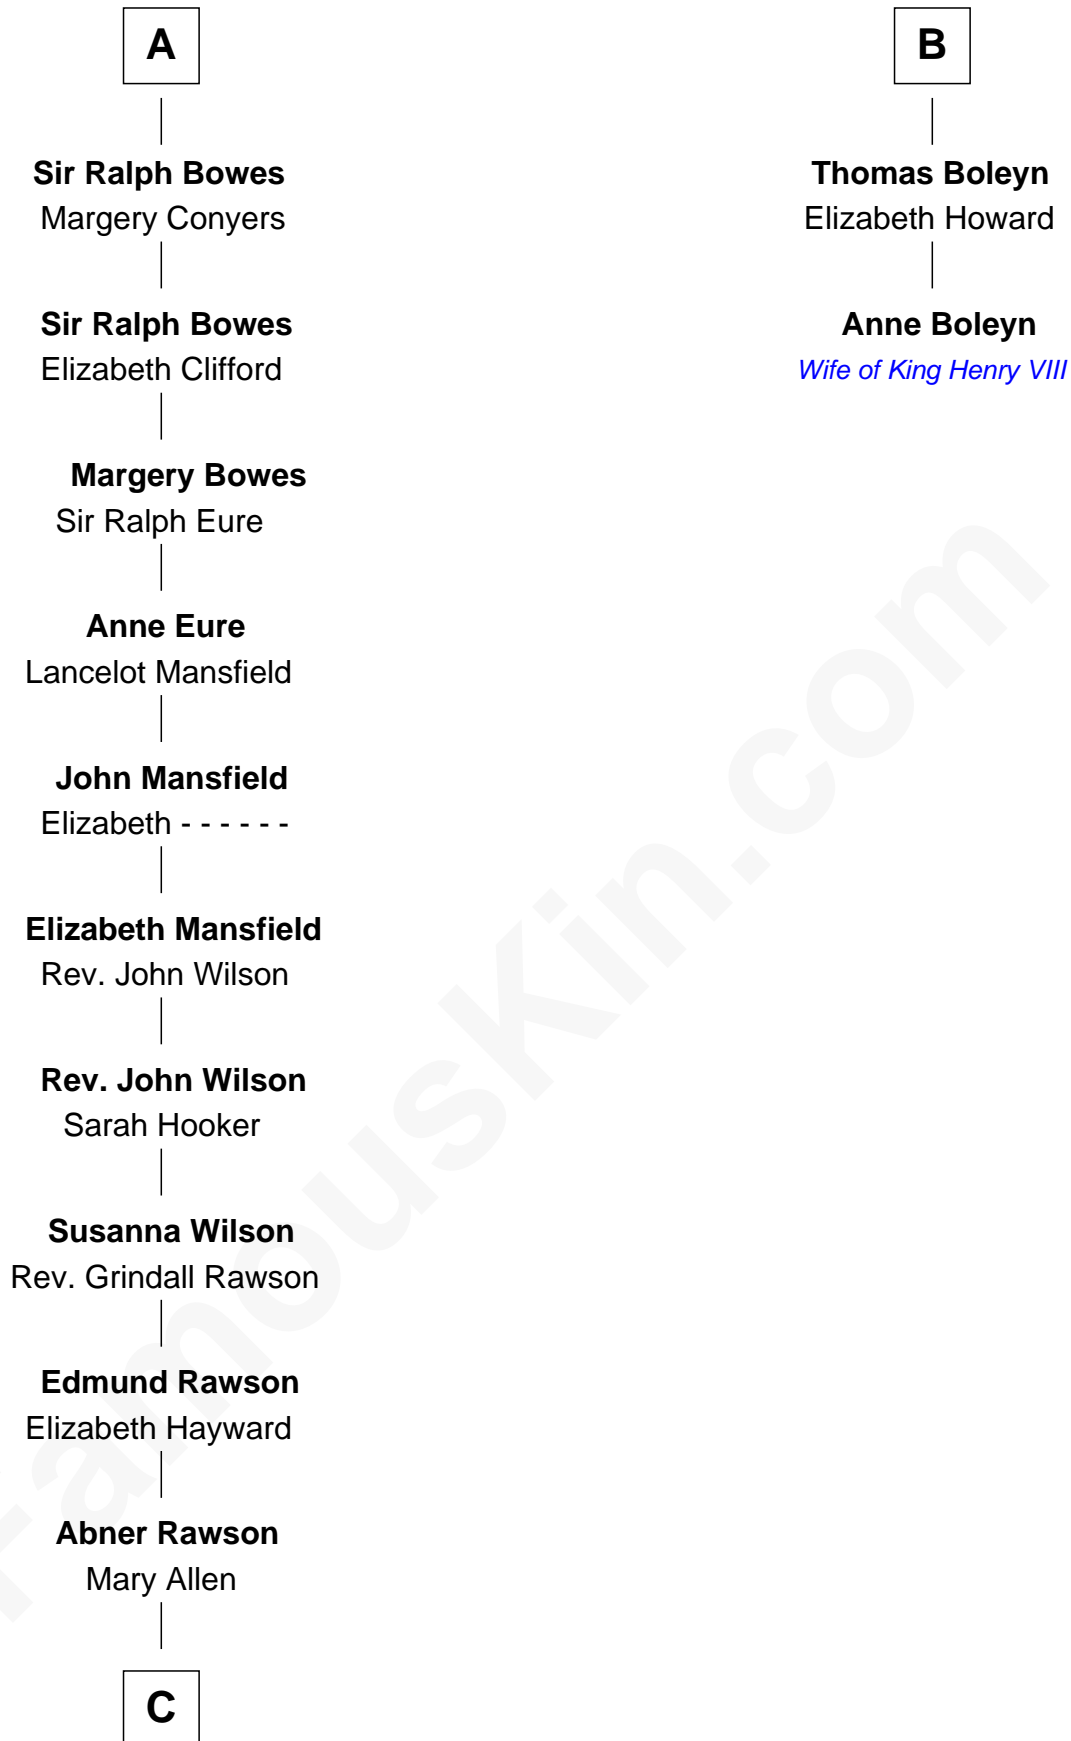 A
Sir Ralph Bowes
Margery Conyers
Sir Ralph Bowes
Elizabeth Clifford
Margery Bowes
Sir Ralph Eure
Anne Eure
Lancelot Mansfield
John Mansfield
Elizabeth - - - - - -
Elizabeth Mansfield
Rev. John Wilson
Rev. John Wilson
Sarah Hooker
Susanna Wilson
Rev. Grindall Rawson
Edmund Rawson
Elizabeth Hayward
Abner Rawson
Mary Allen
C
B
Thomas Boleyn
Elizabeth Howard
Anne Boleyn
Wife of King Henry VIII
FamousKin.com